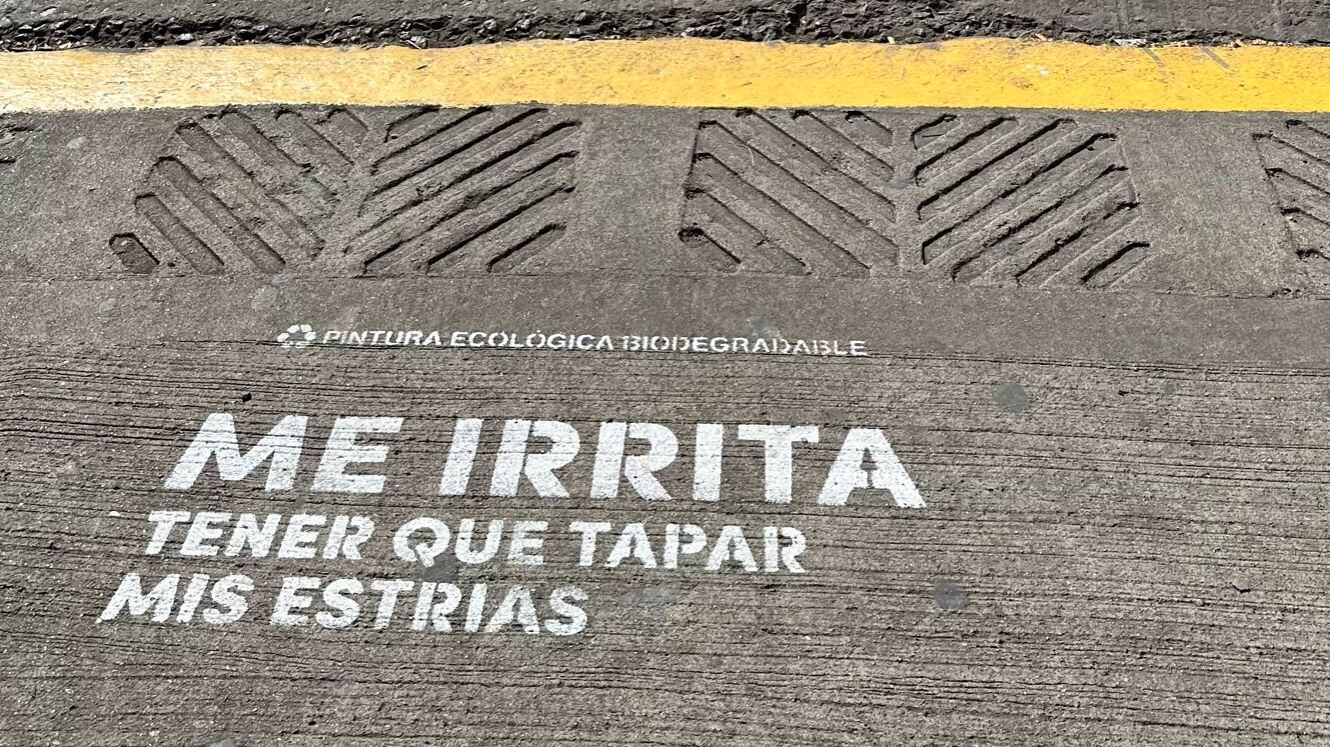 PINTURA ECOLÓGICA BIODEGRADABLE
ME IRRITA
TENER QUE TAPAR
MIS ESTRIAS